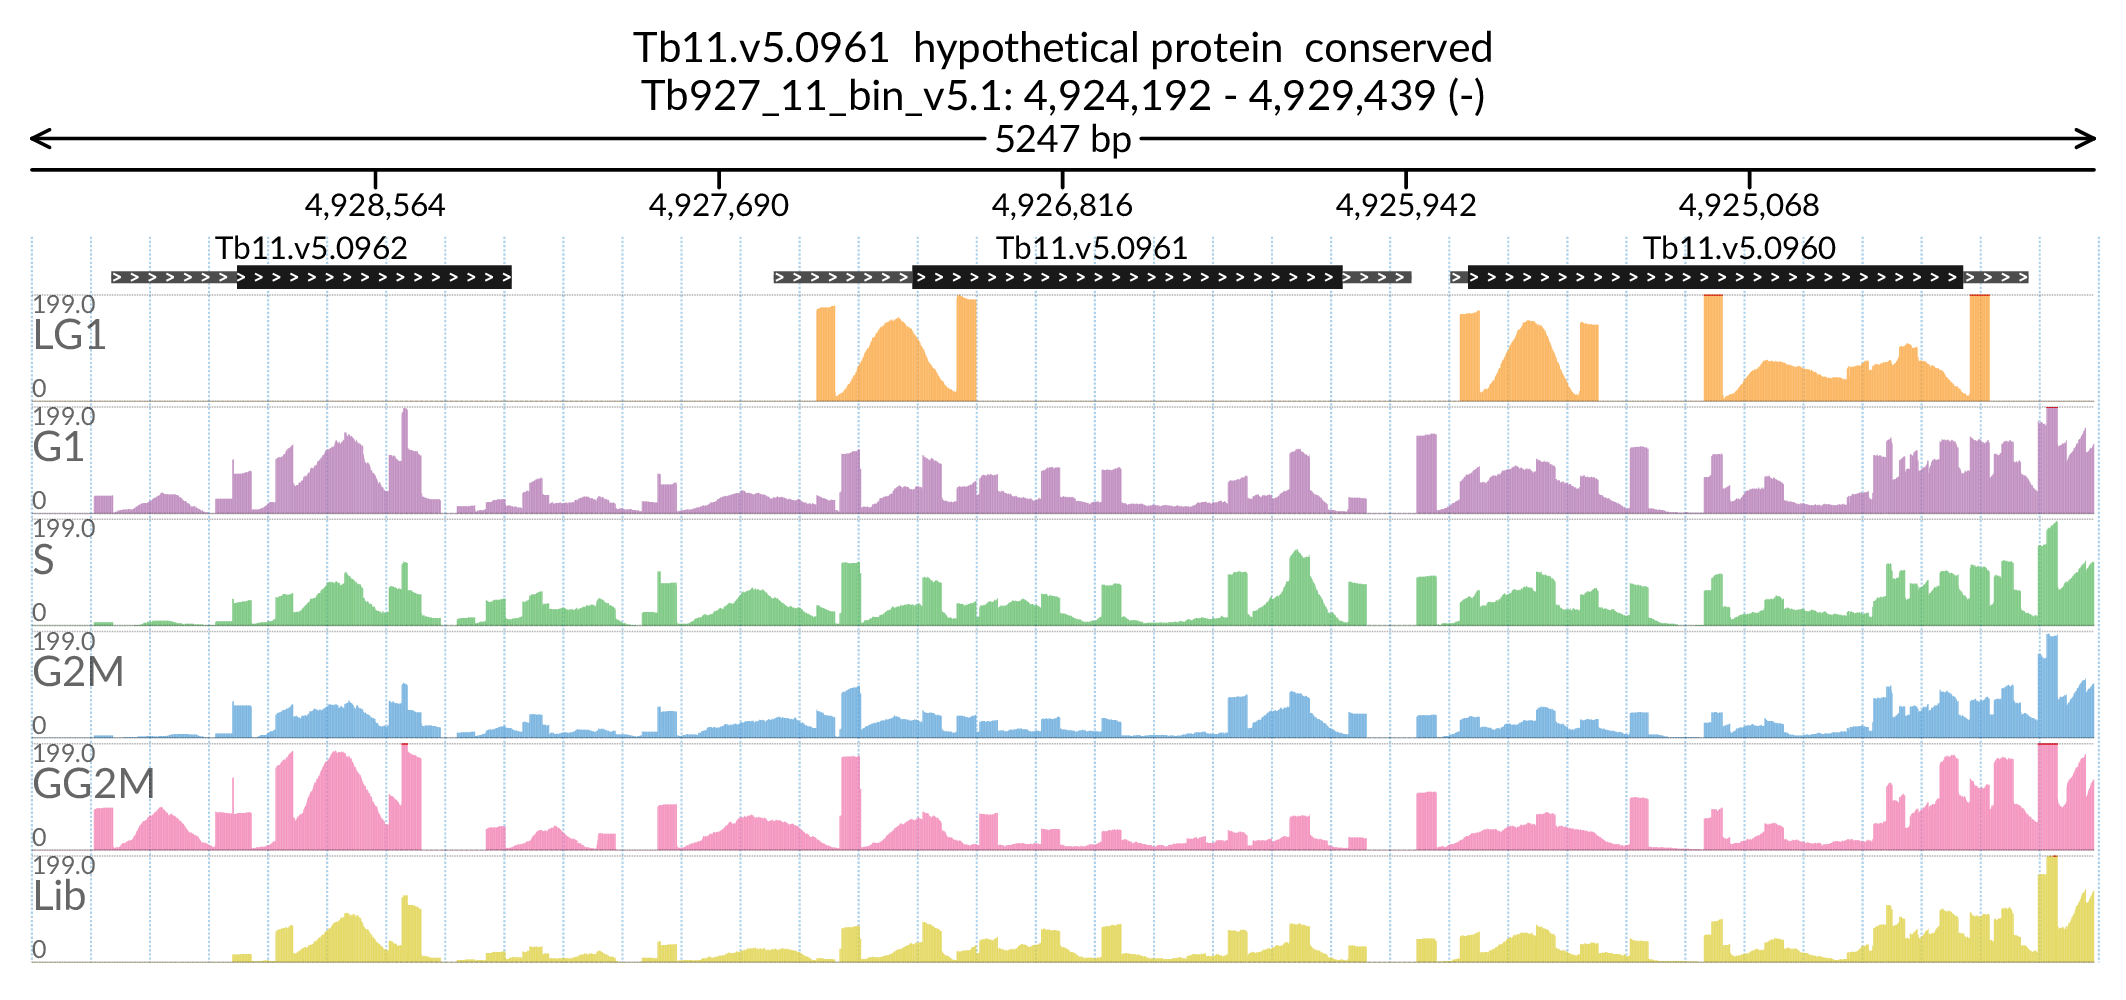 Tb11.v5.0961 hypothetical protein conserved
Tb927_11_bin_v5.1: 4,924,192 - 4,929,439 (-)
5247 bp
4,928,564 4,927,690 4,926,816 4,925,942 4,925,068
Tb11.v5.0962 Tb11.v5.0961 Tb11.v5.0960
199.0
LG1
0
199.0
G1
0
199.0
S
0
199.0
G2M
0
199.0
GG2M
0
199.0
Lib
0